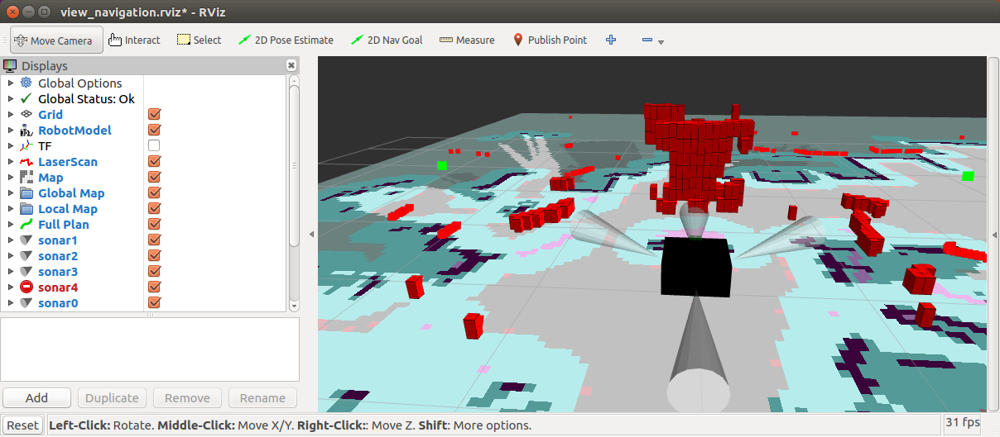 view_navigation.rviz* - RViz
Move Camera Interact Select 2D Pose Estimate 2D Nav Goal Measure Publish Point
Displays
Global Options
Global Status: Ok
Grid
RobotModel
TF
LaserScan
Map
Global Map
Local Map
Full Plan
sonar1
sonar2
sonar3
sonar4
sonar0
Add Duplicate Remove Rename
Reset Left-Click: Rotate. Middle-Click: Move X/Y. Right-Click:: Move Z. Shift: More options. 31 fps